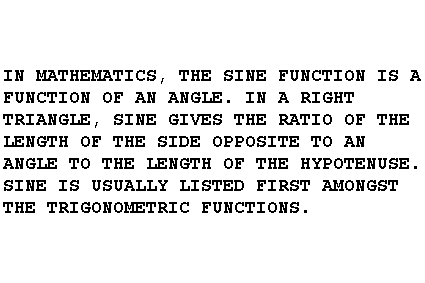 IN MATHEMATICS, THE SINE FUNCTION IS A
FUNCTION OF AN ANGLE. IN A RIGHT
TRIANGLE, SINE GIVES THE RATIO OF THE
LENGTH OF THE SIDE OPPOSITE TO AN
ANGLE TO THE LENGTH OF THE HYPOTENUSE.
SINE IS USUALLY LISTED FIRST AMONGST
THE TRIGONOMETRIC FUNCTIONS.